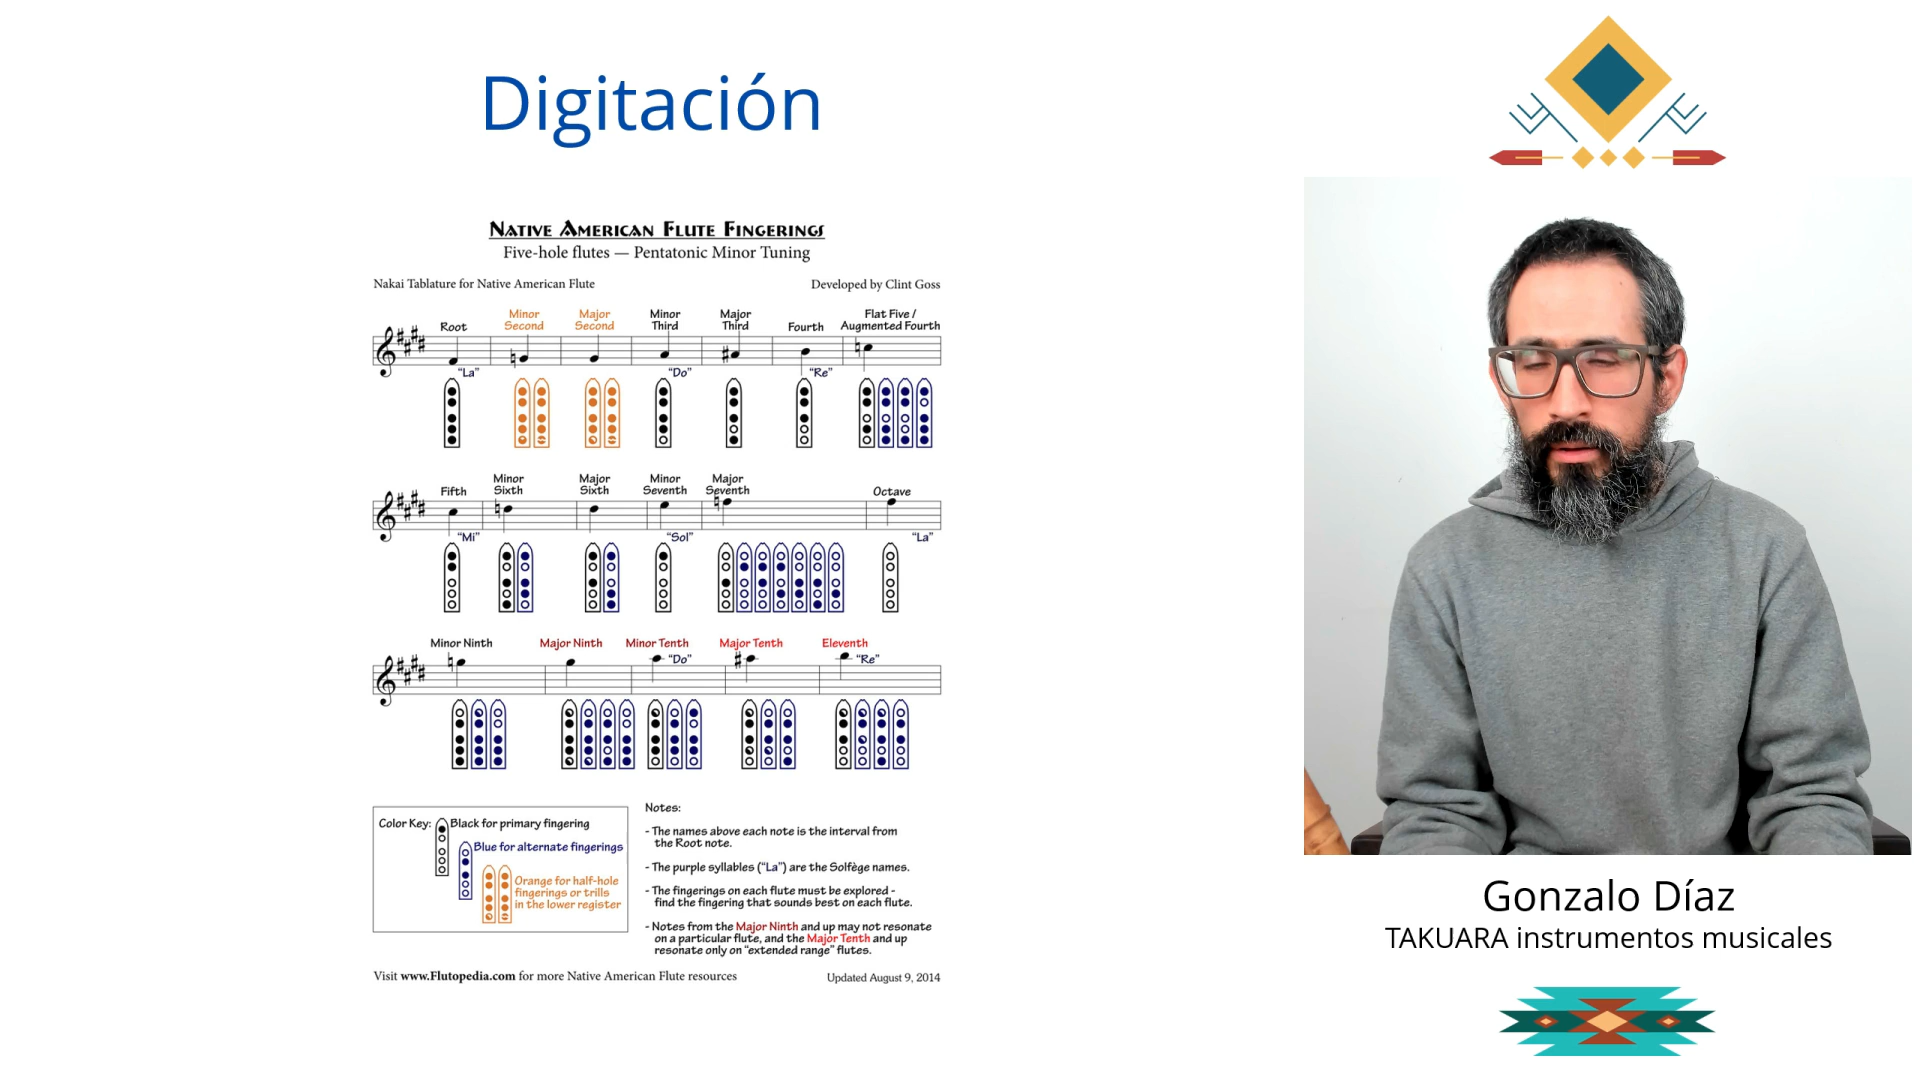 Digitación
Native American Flute Fingerings
Five-hole flutes — Pentatonic Minor Tuning
Nakai Tablature for Native American Flute
Developed by Clint Goss
Root
Minor Second
Major Second
Minor Third
Major Third
Fourth
Flat Five / Augmented Fourth
"La"
"Do"
"Re"
Fifth
Minor Sixth
Major Sixth
Minor Seventh
Major Seventh
Octave
"Mi"
"Sol"
"La"
Minor Ninth
Major Ninth
Minor Tenth
Major Tenth
Eleventh
"Do"
"Re"
Color Key:
Black for primary fingering
Blue for alternate fingerings
Orange for half-hole
fingerings or trills
in the lower register
Notes:
- The names above each note is the interval from
the Root note.
- The purple syllables ("La") are the Solfège names.
- The fingerings on each flute must be explored -
find the fingering that sounds best on each flute.
- Notes from the Major Ninth and up may not resonate
on a particular flute, and the Major Tenth and up
resonate only on "extended range" flutes.
Visit www.Flutopedia.com for more Native American Flute resources
Updated August 9, 2014
Gonzalo Díaz
TAKUARA instrumentos musicales